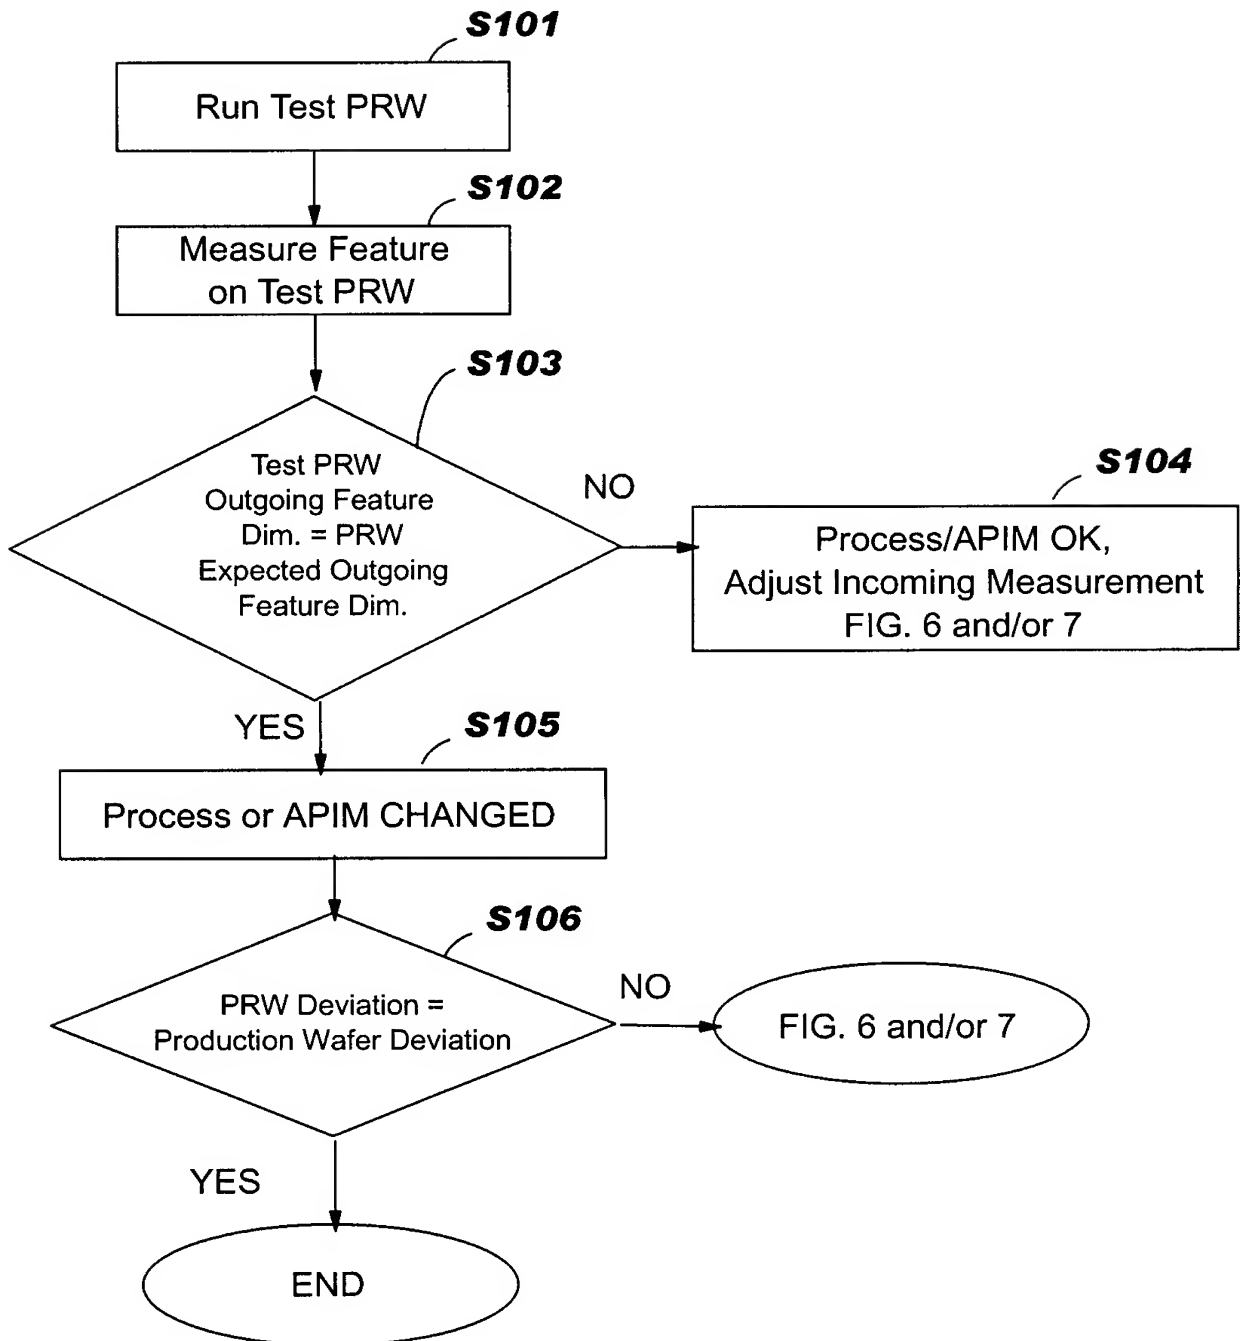 S101
Run Test PRW
S102
Measure Feature
on Test PRW
S103
Test PRW
Outgoing Feature
Dim. = PRW
Expected Outgoing
Feature Dim.
NO
S104
Process/APIM OK,
Adjust Incoming Measurement
FIG. 6 and/or 7
YES
S105
Process or APIM CHANGED
S106
PRW Deviation =
Production Wafer Deviation
NO
FIG. 6 and/or 7
YES
END